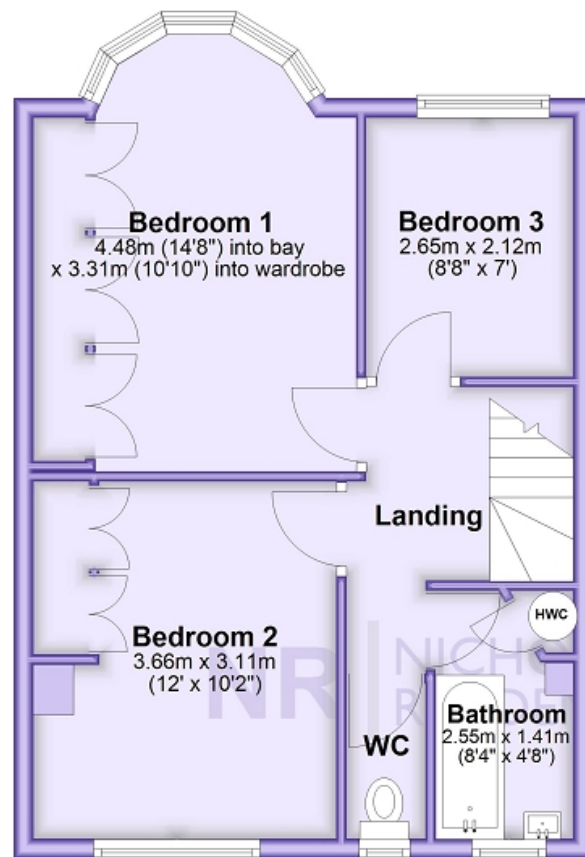 Bedroom 1
4.48m (14'8") into bay
x 3.31m (10'10") into wardrobe
Bedroom 3
2.65m x 2.12m
(8'8" x 7')
Landing
HWC
Bedroom 2
3.66m x 3.11m
(12' x 10'2")
NR
Bathroom
2.55m x 1.41m
(8'4" x 4'8")
WC